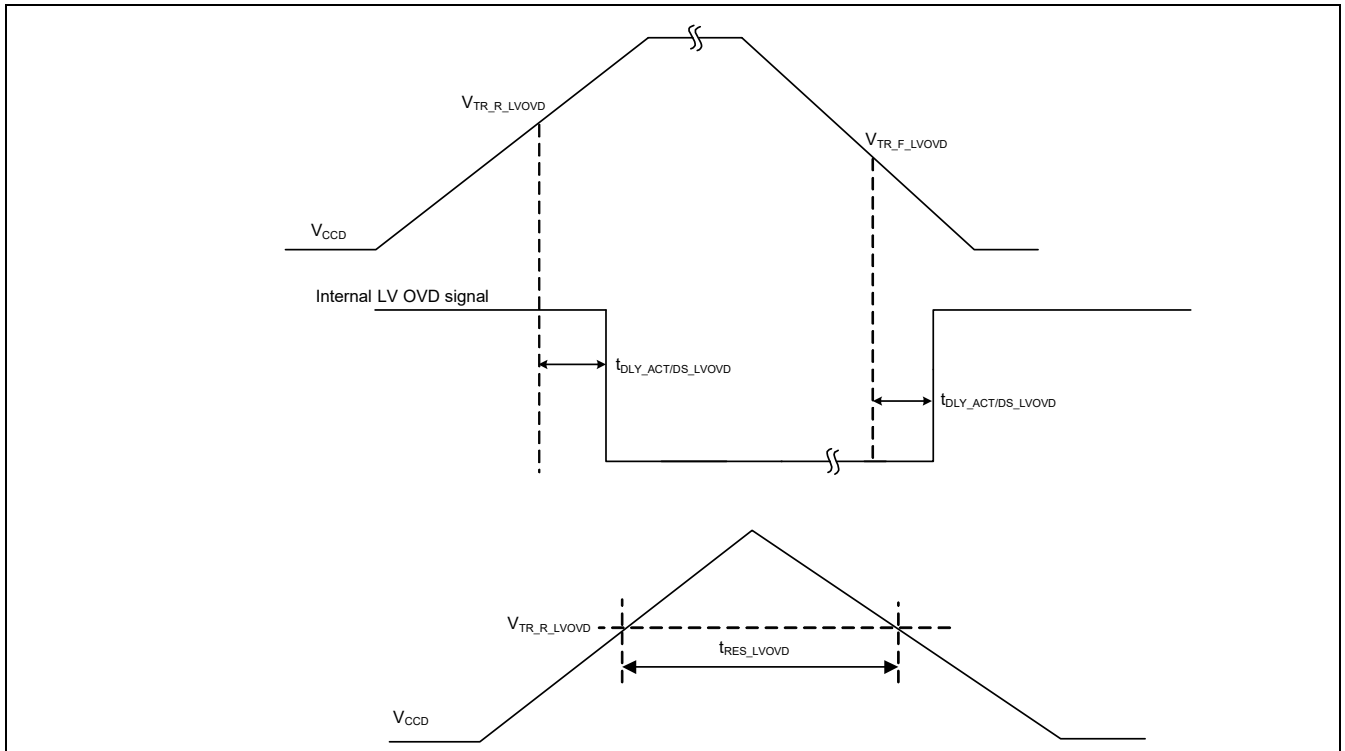 VTR_R_LVOVD
VTR_F_LVOVD
VCCD
Internal LV OVD signal
tDLY_ACT/DS_LVOVD
tDLY_ACT/DS_LVOVD
VTR_R_LVOVD
tRES_LVOVD
VCCD